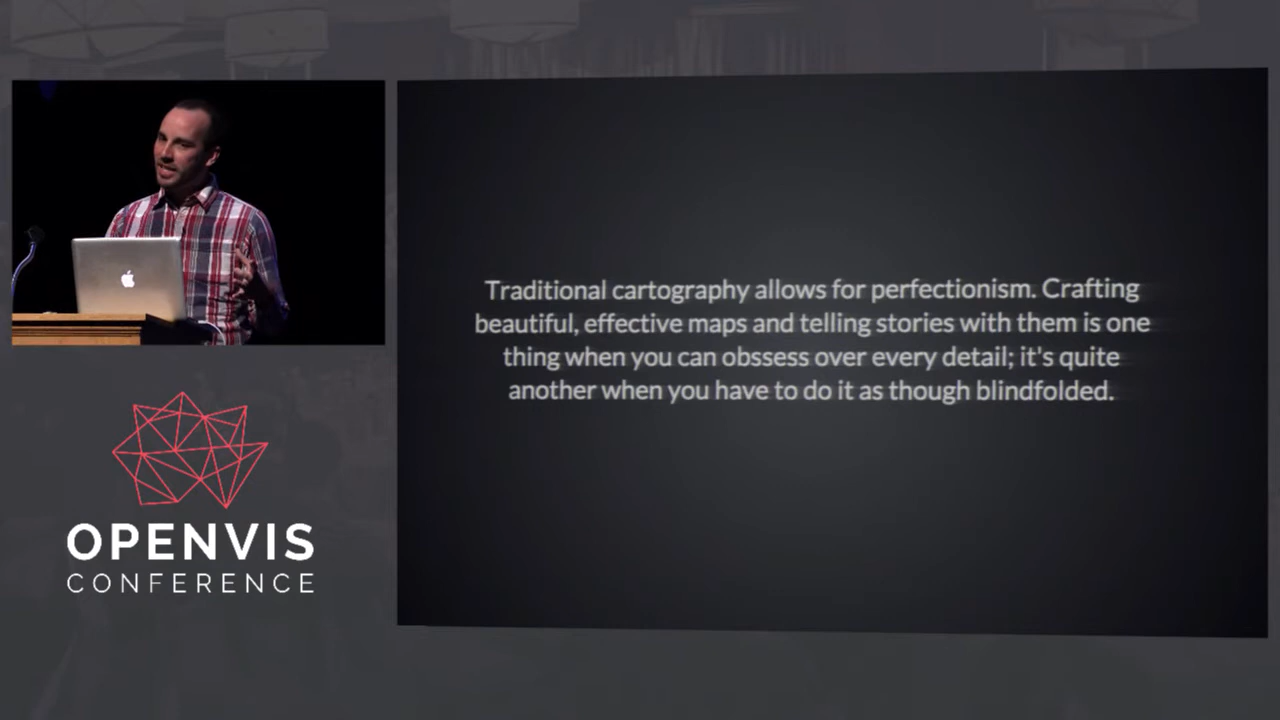 Traditional cartography allows for perfectionism. Crafting
beautiful, effective maps and telling stories with them is one
thing when you can obssess over every detail; it's quite
another when you have to do it as though blindfolded.
OPENVIS
CONFERENCE